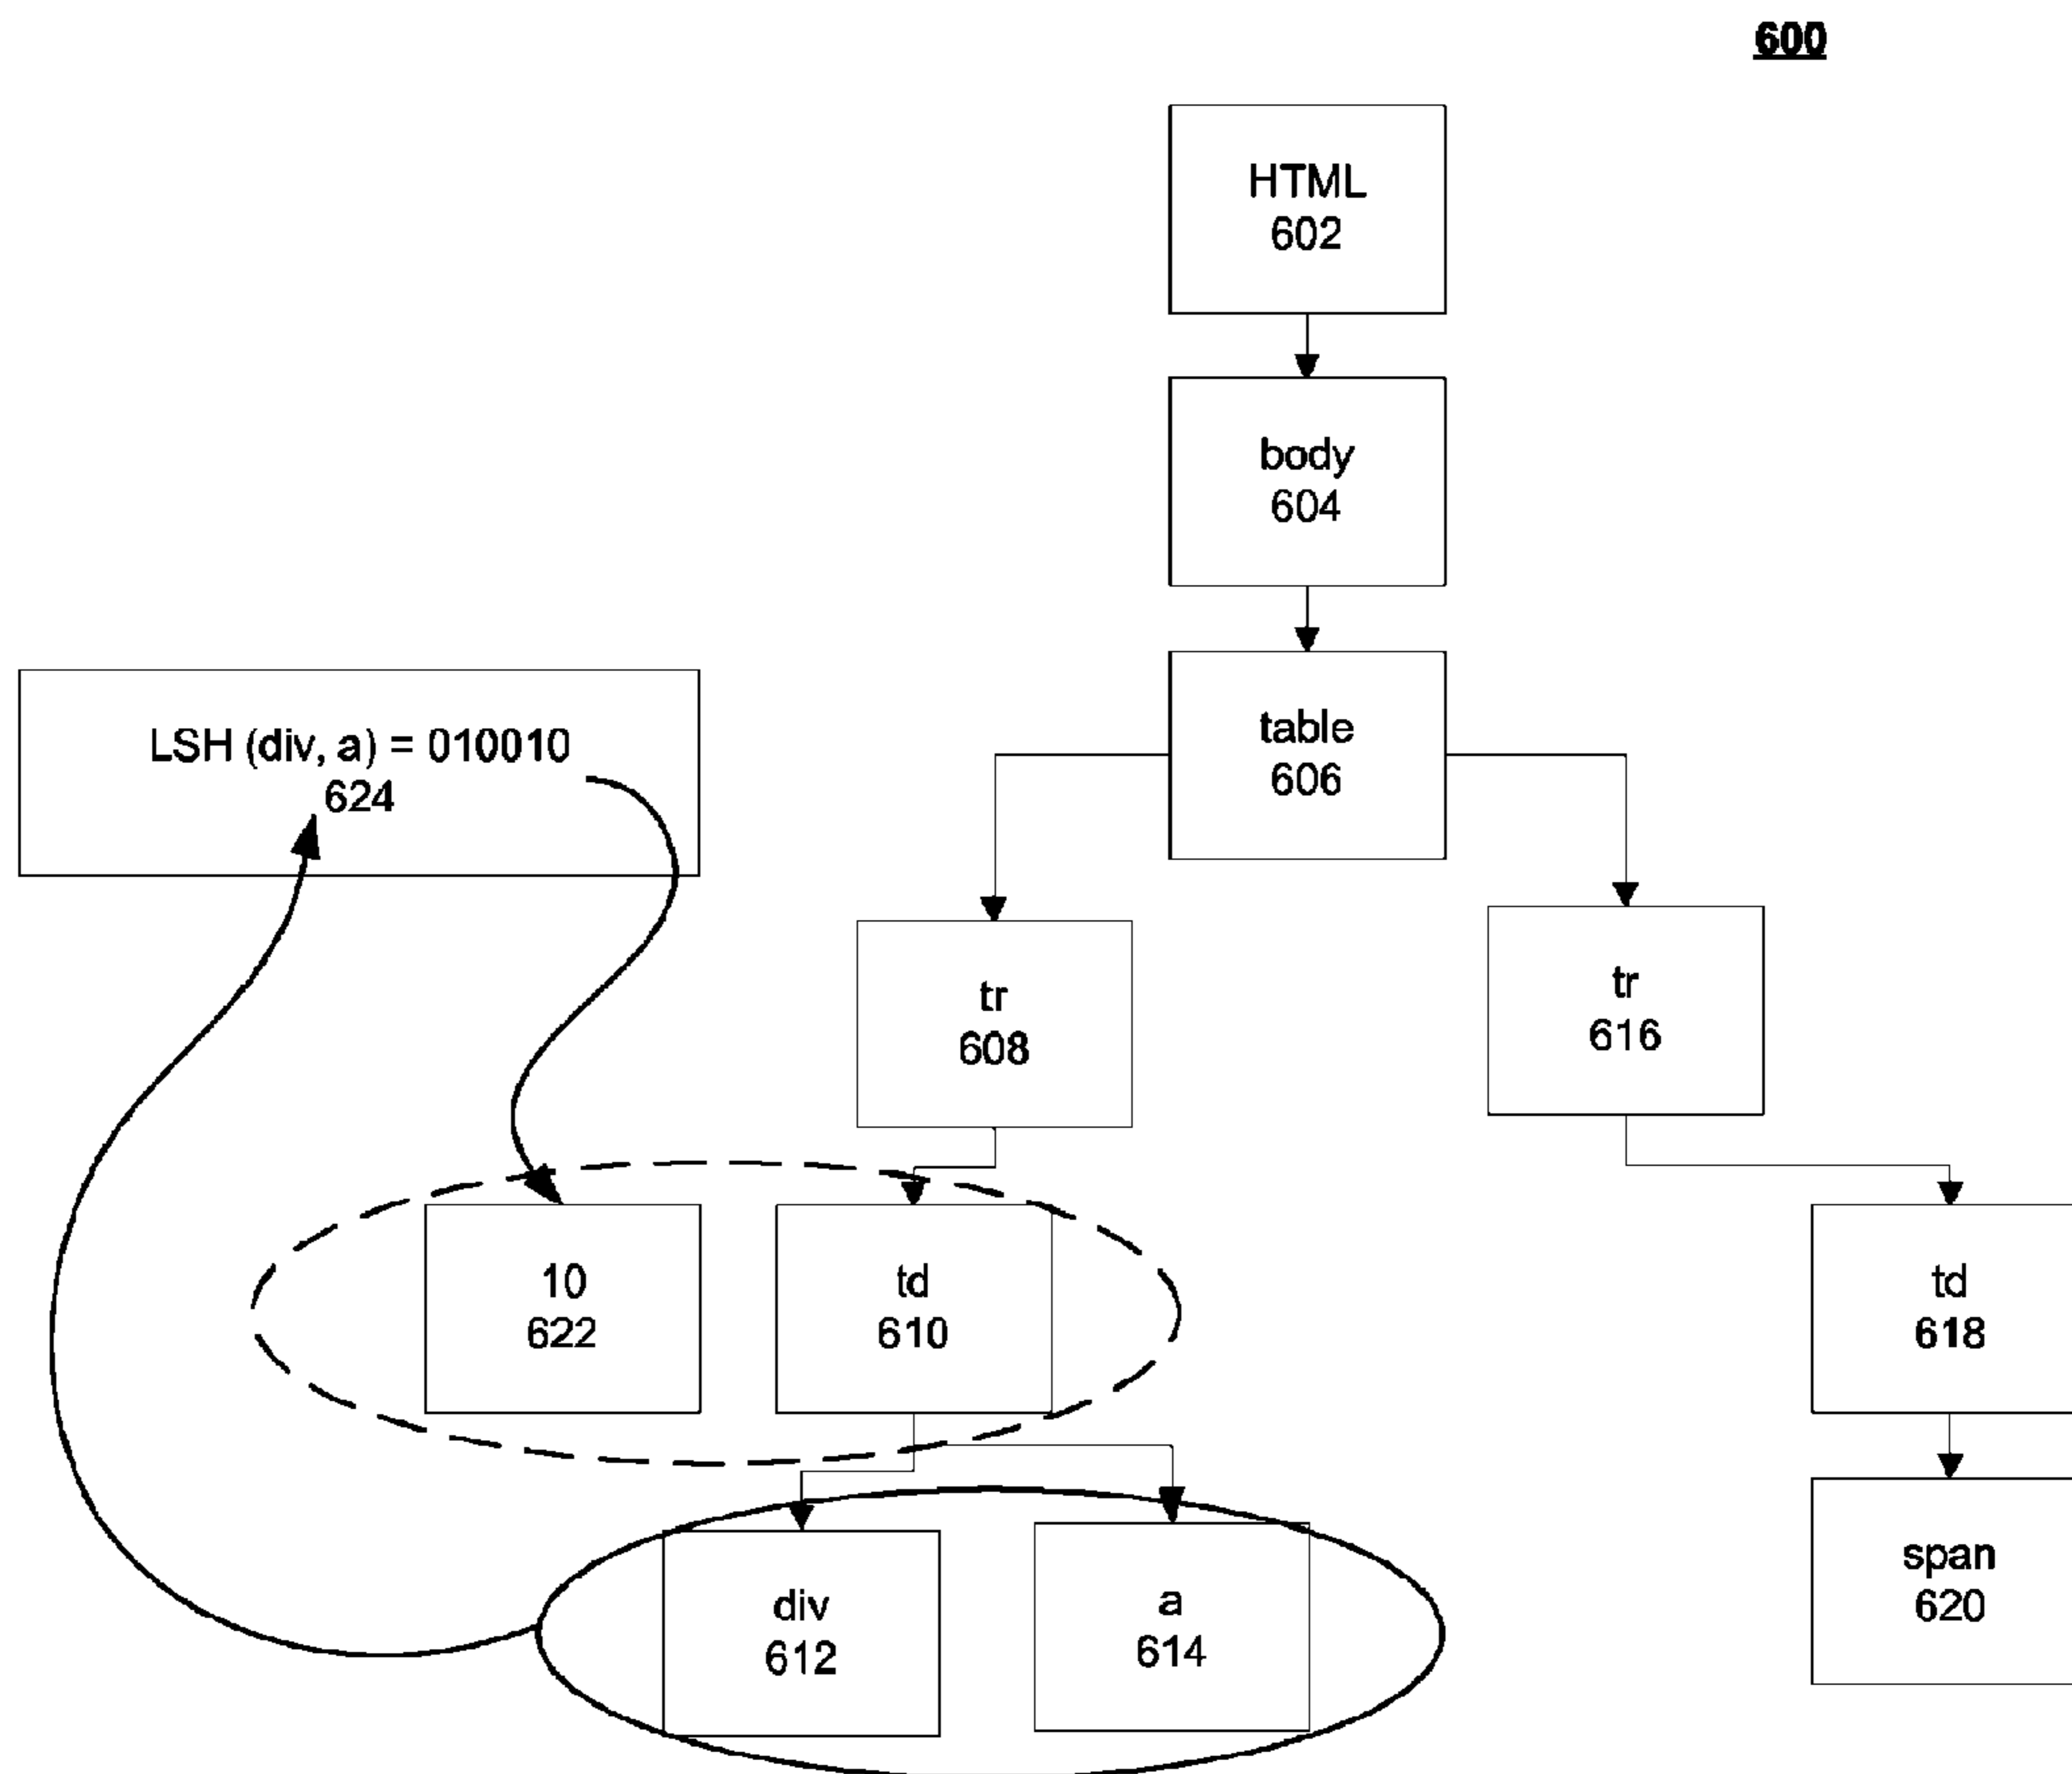 600
HTML
602
body
604
table
606
LSH (div, a) = 010010
624
tr
608
tr
616
10
622
td
610
td
618
div
612
a
614
span
620